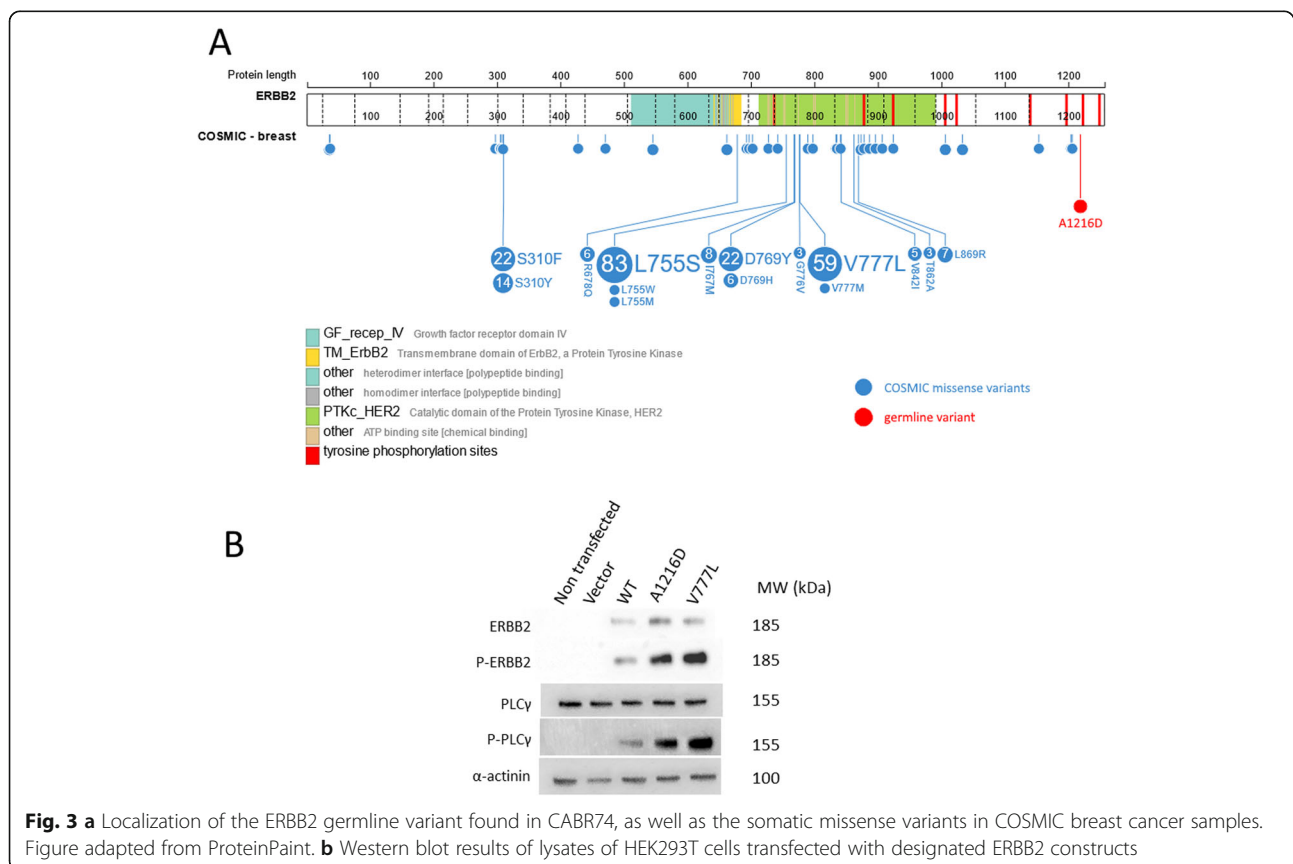 A
Protein length
100 200 300 400 500 600 700 800 900 1000 1100 1200
ERBB2
100 200 300 400 500 600 700 800 900 1000 1100 1200
COSMIC - breast
A1216D
22 S310F
14 S310Y
6 R678Q
83 L755S
L755W
L755M
8 I767M
22 D769Y
6 D769H
3 G776V
59 V777L
V777M
5 V842I
3 T862A
7 L869R
GF_recep_IV Growth factor receptor domain IV
TM_ErbB2 Transmembrane domain of ErbB2, a Protein Tyrosine Kinase
other heterodimer interface [polypeptide binding]
other homodimer interface [polypeptide binding]
PTKc_HER2 Catalytic domain of the Protein Tyrosine Kinase, HER2
other ATP binding site [chemical binding]
tyrosine phosphorylation sites
COSMIC missense variants
germline variant
B
Non transfected
Vector
WT
A1216D
V777L
MW (kDa)
ERBB2 185
P-ERBB2 185
PLCγ 155
P-PLCγ 155
α-actinin 100
Fig. 3 a Localization of the ERBB2 germline variant found in CABR74, as well as the somatic missense variants in COSMIC breast cancer samples.
Figure adapted from ProteinPaint. b Western blot results of lysates of HEK293T cells transfected with designated ERBB2 constructs